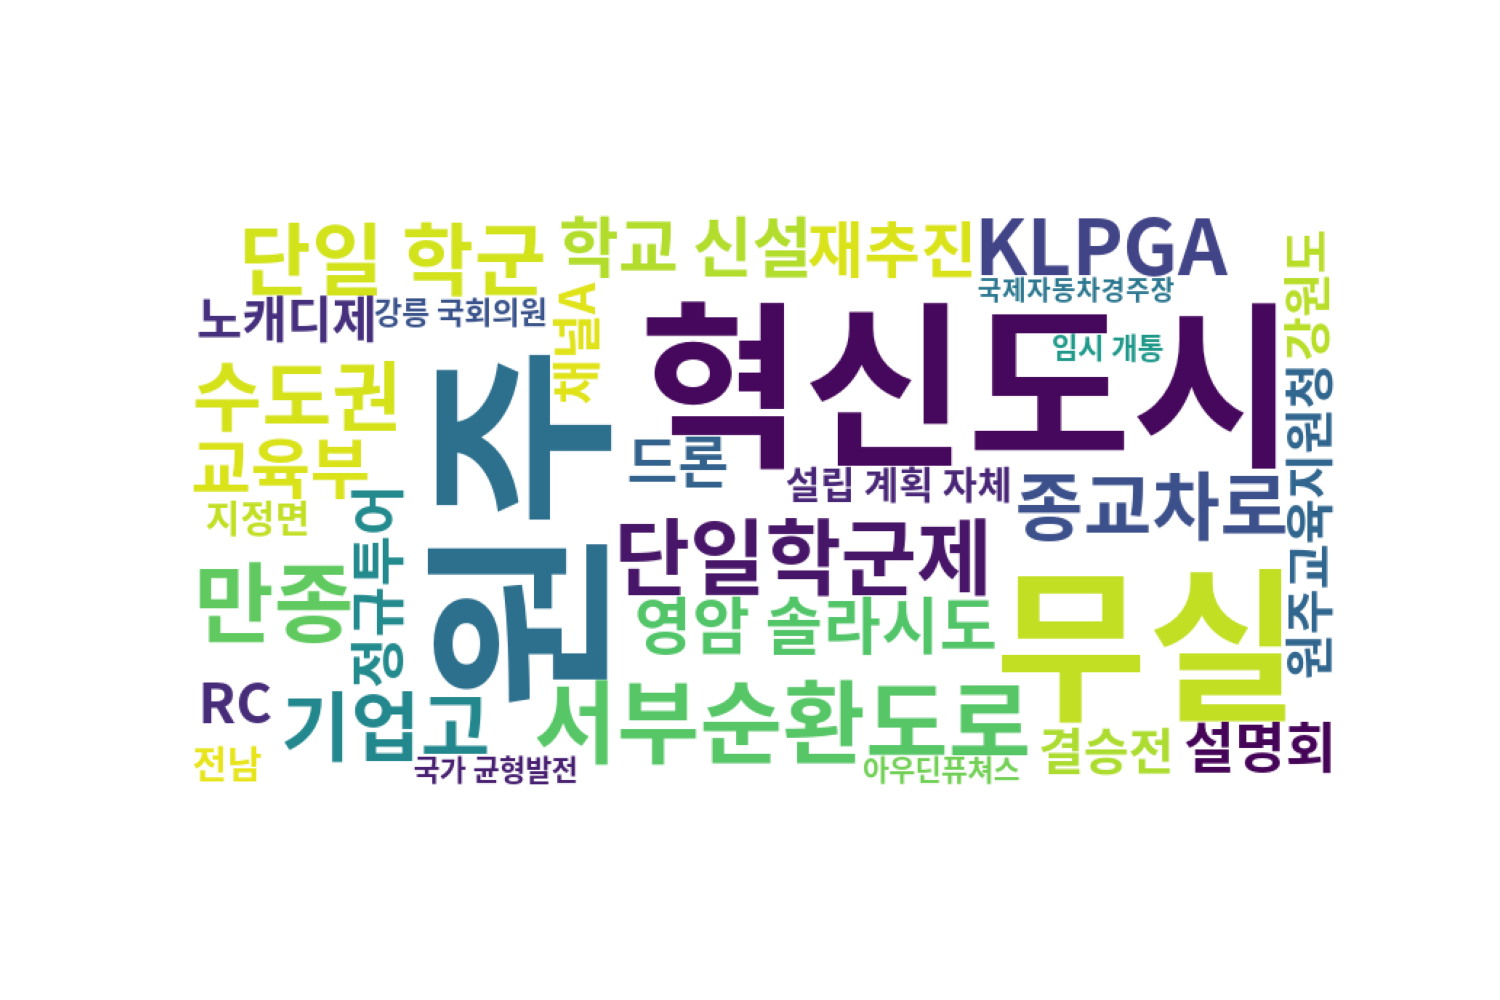 단일 학군
학교 신설
재추진
KLPGA
강원도
노캐디제
강릉 국회의원
채널A
국제자동차경주장
혁신도시
임시 개통
수도권
원주
교육부
드론
설립 계획 자체
종교차로
원주교육지원청
지정면
정규투어
단일학군제
만종
영암 솔라시도
무실
RC
기업고
서부순환도로
결승전
설명회
전남
국가 균형발전
아우딘퓨쳐스